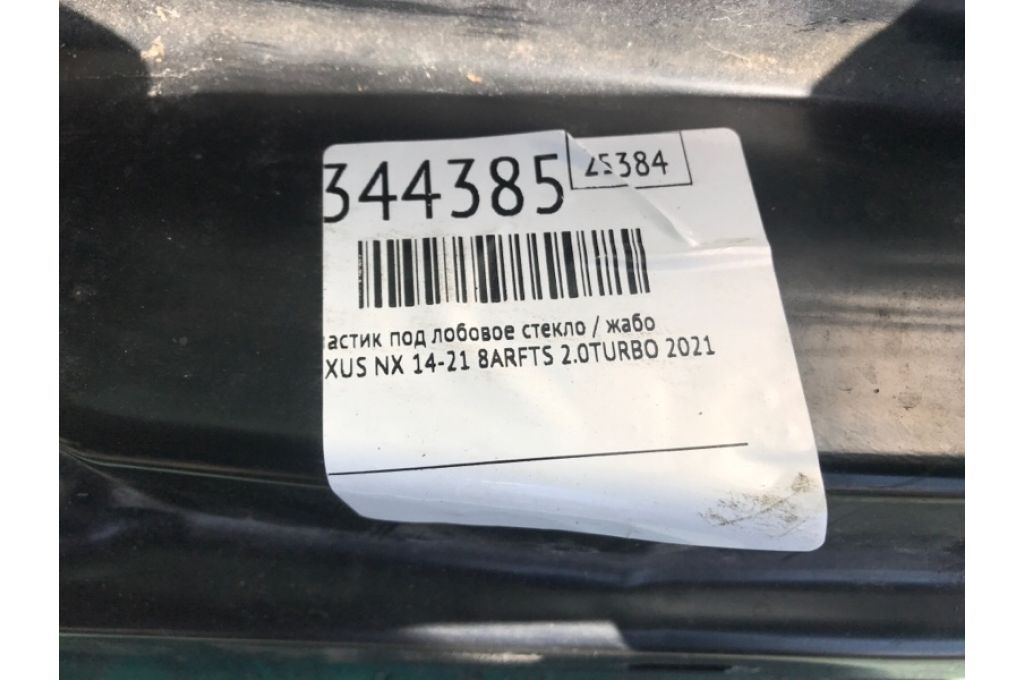 344385
25384
астик под лобовое стекло / жабо
XUS NX 14-21 8ARFTS 2.0TURBO 2021